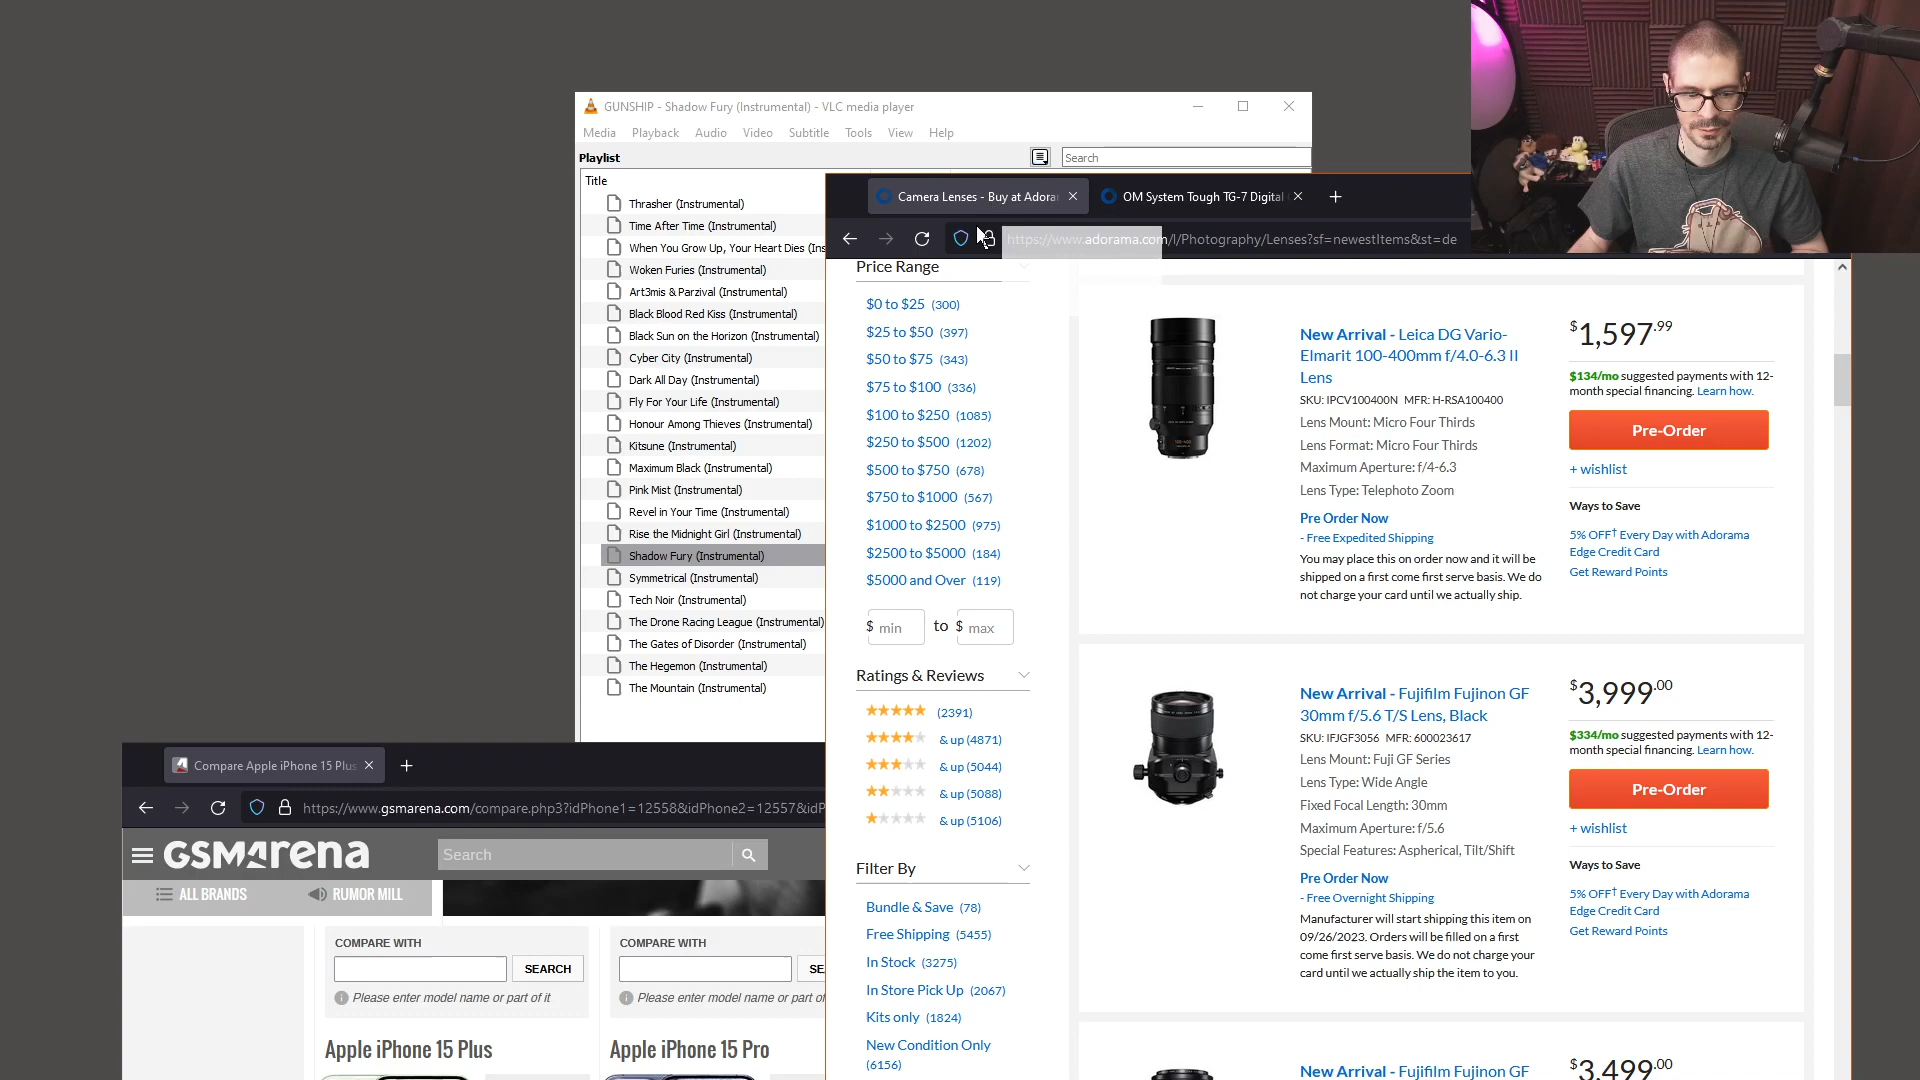 GUNSHIP - Shadow Fury (Instrumental) - VLC media player
Media Playback Audio Video Subtitle Tools View Help
Playlist
Search
Title
Thrasher (Instrumental)
Time After Time (Instrumental)
When You Grow Up, Your Heart Dies (Ins
Woken Furies (Instrumental)
Art3mis & Parzival (Instrumental)
Black Blood Red Kiss (Instrumental)
Black Sun on the Horizon (Instrumental)
Cyber City (Instrumental)
Dark All Day (Instrumental)
Fly For Your Life (Instrumental)
Honour Among Thieves (Instrumental)
Kitsune (Instrumental)
Maximum Black (Instrumental)
Pink Mist (Instrumental)
Revel in Your Time (Instrumental)
Rise the Midnight Girl (Instrumental)
Shadow Fury (Instrumental)
Symmetrical (Instrumental)
Tech Noir (Instrumental)
The Drone Racing League (Instrumental)
The Gates of Disorder (Instrumental)
The Hegemon (Instrumental)
The Mountain (Instrumental)
Camera Lenses - Buy at Adorar
OM System Tough TG-7 Digital
https://www.adorama.com/l/Photography/Lenses?sf=newestItems&st=de
Price Range
$0 to $25 (300)
$25 to $50 (397)
$50 to $75 (343)
$75 to $100 (336)
$100 to $250 (1085)
$250 to $500 (1202)
$500 to $750 (678)
$750 to $1000 (567)
$1000 to $2500 (975)
$2500 to $5000 (184)
$5000 and Over (119)
$ min to $ max
Ratings & Reviews
(2391)
& up (4871)
& up (5044)
& up (5088)
& up (5106)
Filter By
Bundle & Save (78)
Free Shipping (5455)
In Stock (3275)
In Store Pick Up (2067)
Kits only (1824)
New Condition Only
(6156)
New Arrival - Leica DG Vario-
Elmarit 100-400mm f/4.0-6.3 II
Lens
SKU: IPCV100400N MFR: H-RSA100400
Lens Mount: Micro Four Thirds
Lens Format: Micro Four Thirds
Maximum Aperture: f/4-6.3
Lens Type: Telephoto Zoom
Pre Order Now
- Free Expedited Shipping
You may place this on order now and it will be
shipped on a first come first serve basis. We do
not charge your card until we actually ship.
$1,597.99
$134/mo suggested payments with 12-
month special financing. Learn how.
Pre-Order
+ wishlist
Ways to Save
5% OFF† Every Day with Adorama
Edge Credit Card
Get Reward Points
New Arrival - Fujifilm Fujinon GF
30mm f/5.6 T/S Lens, Black
SKU: IFJGF3056 MFR: 600023617
Lens Mount: Fuji GF Series
Lens Type: Wide Angle
Fixed Focal Length: 30mm
Maximum Aperture: f/5.6
Special Features: Aspherical, Tilt/Shift
Pre Order Now
- Free Overnight Shipping
Manufacturer will start shipping this item on
09/26/2023. Orders will be filled on a first
come first serve basis. We do not charge your
card until we actually ship the item to you.
$3,999.00
$334/mo suggested payments with 12-
month special financing. Learn how.
Pre-Order
+ wishlist
Ways to Save
5% OFF† Every Day with Adorama
Edge Credit Card
Get Reward Points
New Arrival - Fujifilm Fujinon GF
$3,499.00
Compare Apple iPhone 15 Plus
https://www.gsmarena.com/compare.php3?idPhone1=12558&idPhone2=12557&idP
GSMArena
Search
ALL BRANDS RUMOR MILL
COMPARE WITH
SEARCH
Please enter model name or part of it
Apple iPhone 15 Plus
COMPARE WITH
SE
Please enter model name or part of
Apple iPhone 15 Pro